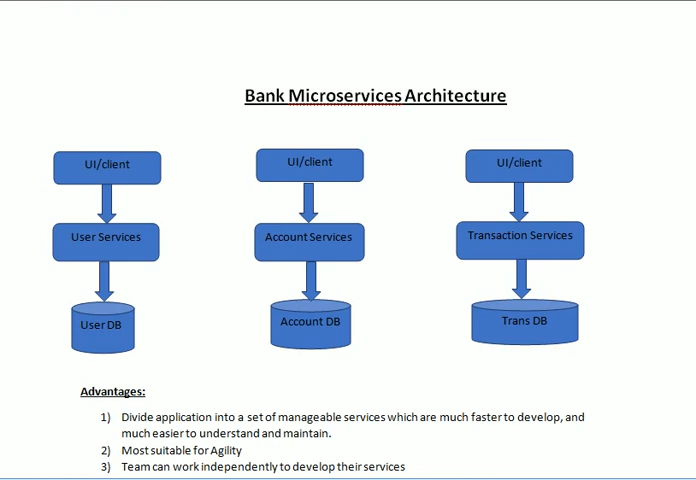 Bank Microservices Architecture
UI/client
UI/client
UI/client
User Services
Account Services
Transaction Services
User DB
Account DB
Trans DB
Advantages:
1) Divide application into a set of manageable services which are much faster to develop, and
much easier to understand and maintain.
2) Most suitable for Agility
3) Team can work independently to develop their services